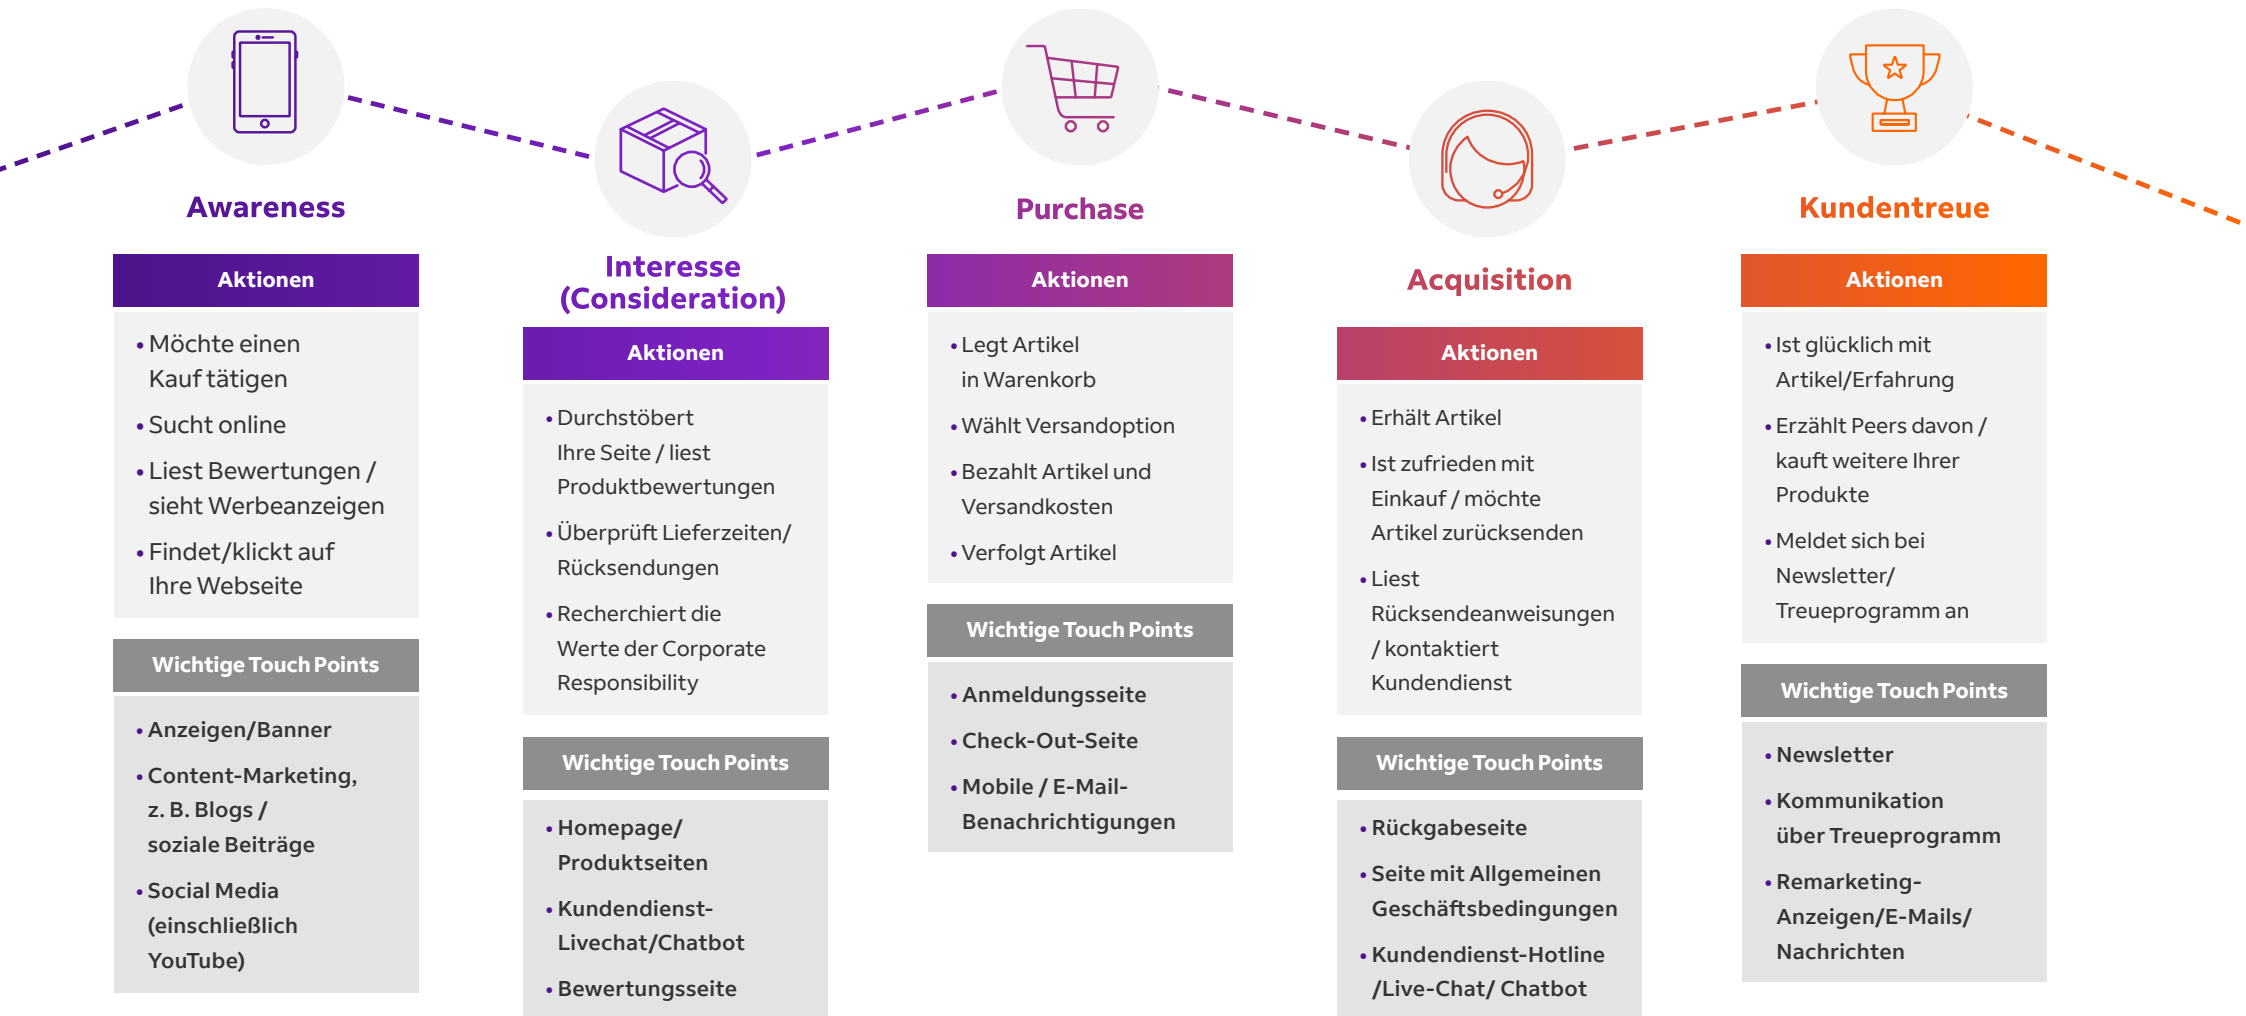 Awareness
Aktionen
• Möchte einen
Kauf tätigen
• Sucht online
• Liest Bewertungen /
sieht Werbeanzeigen
• Findet/klickt auf
Ihre Webseite
Wichtige Touch Points
• Anzeigen/Banner
• Content-Marketing,
z. B. Blogs /
soziale Beiträge
• Social Media
(einschließlich
YouTube)
Interesse
(Consideration)
Aktionen
• Durchstöbert
Ihre Seite / liest
Produktbewertungen
• Überprüft Lieferzeiten/
Rücksendungen
• Recherchiert die
Werte der Corporate
Responsibility
Wichtige Touch Points
• Homepage/
Produktseiten
• Kundendienst-
Livechat/Chatbot
• Bewertungsseite
Purchase
Aktionen
• Legt Artikel
in Warenkorb
• Wählt Versandoption
• Bezahlt Artikel und
Versandkosten
• Verfolgt Artikel
Wichtige Touch Points
• Anmeldungsseite
• Check-Out-Seite
• Mobile / E-Mail-
Benachrichtigungen
Acquisition
Aktionen
• Erhält Artikel
• Ist zufrieden mit
Einkauf / möchte
Artikel zurücksenden
• Liest
Rücksendeanweisungen
/ kontaktiert
Kundendienst
Wichtige Touch Points
• Rückgabeseite
• Seite mit Allgemeinen
Geschäftsbedingungen
• Kundendienst-Hotline
/Live-Chat/ Chatbot
Kundentreue
Aktionen
• Ist glücklich mit
Artikel/Erfahrung
• Erzählt Peers davon /
kauft weitere Ihrer
Produkte
• Meldet sich bei
Newsletter/
Treueprogramm an
Wichtige Touch Points
• Newsletter
• Kommunikation
über Treueprogramm
• Remarketing-
Anzeigen/E-Mails/
Nachrichten